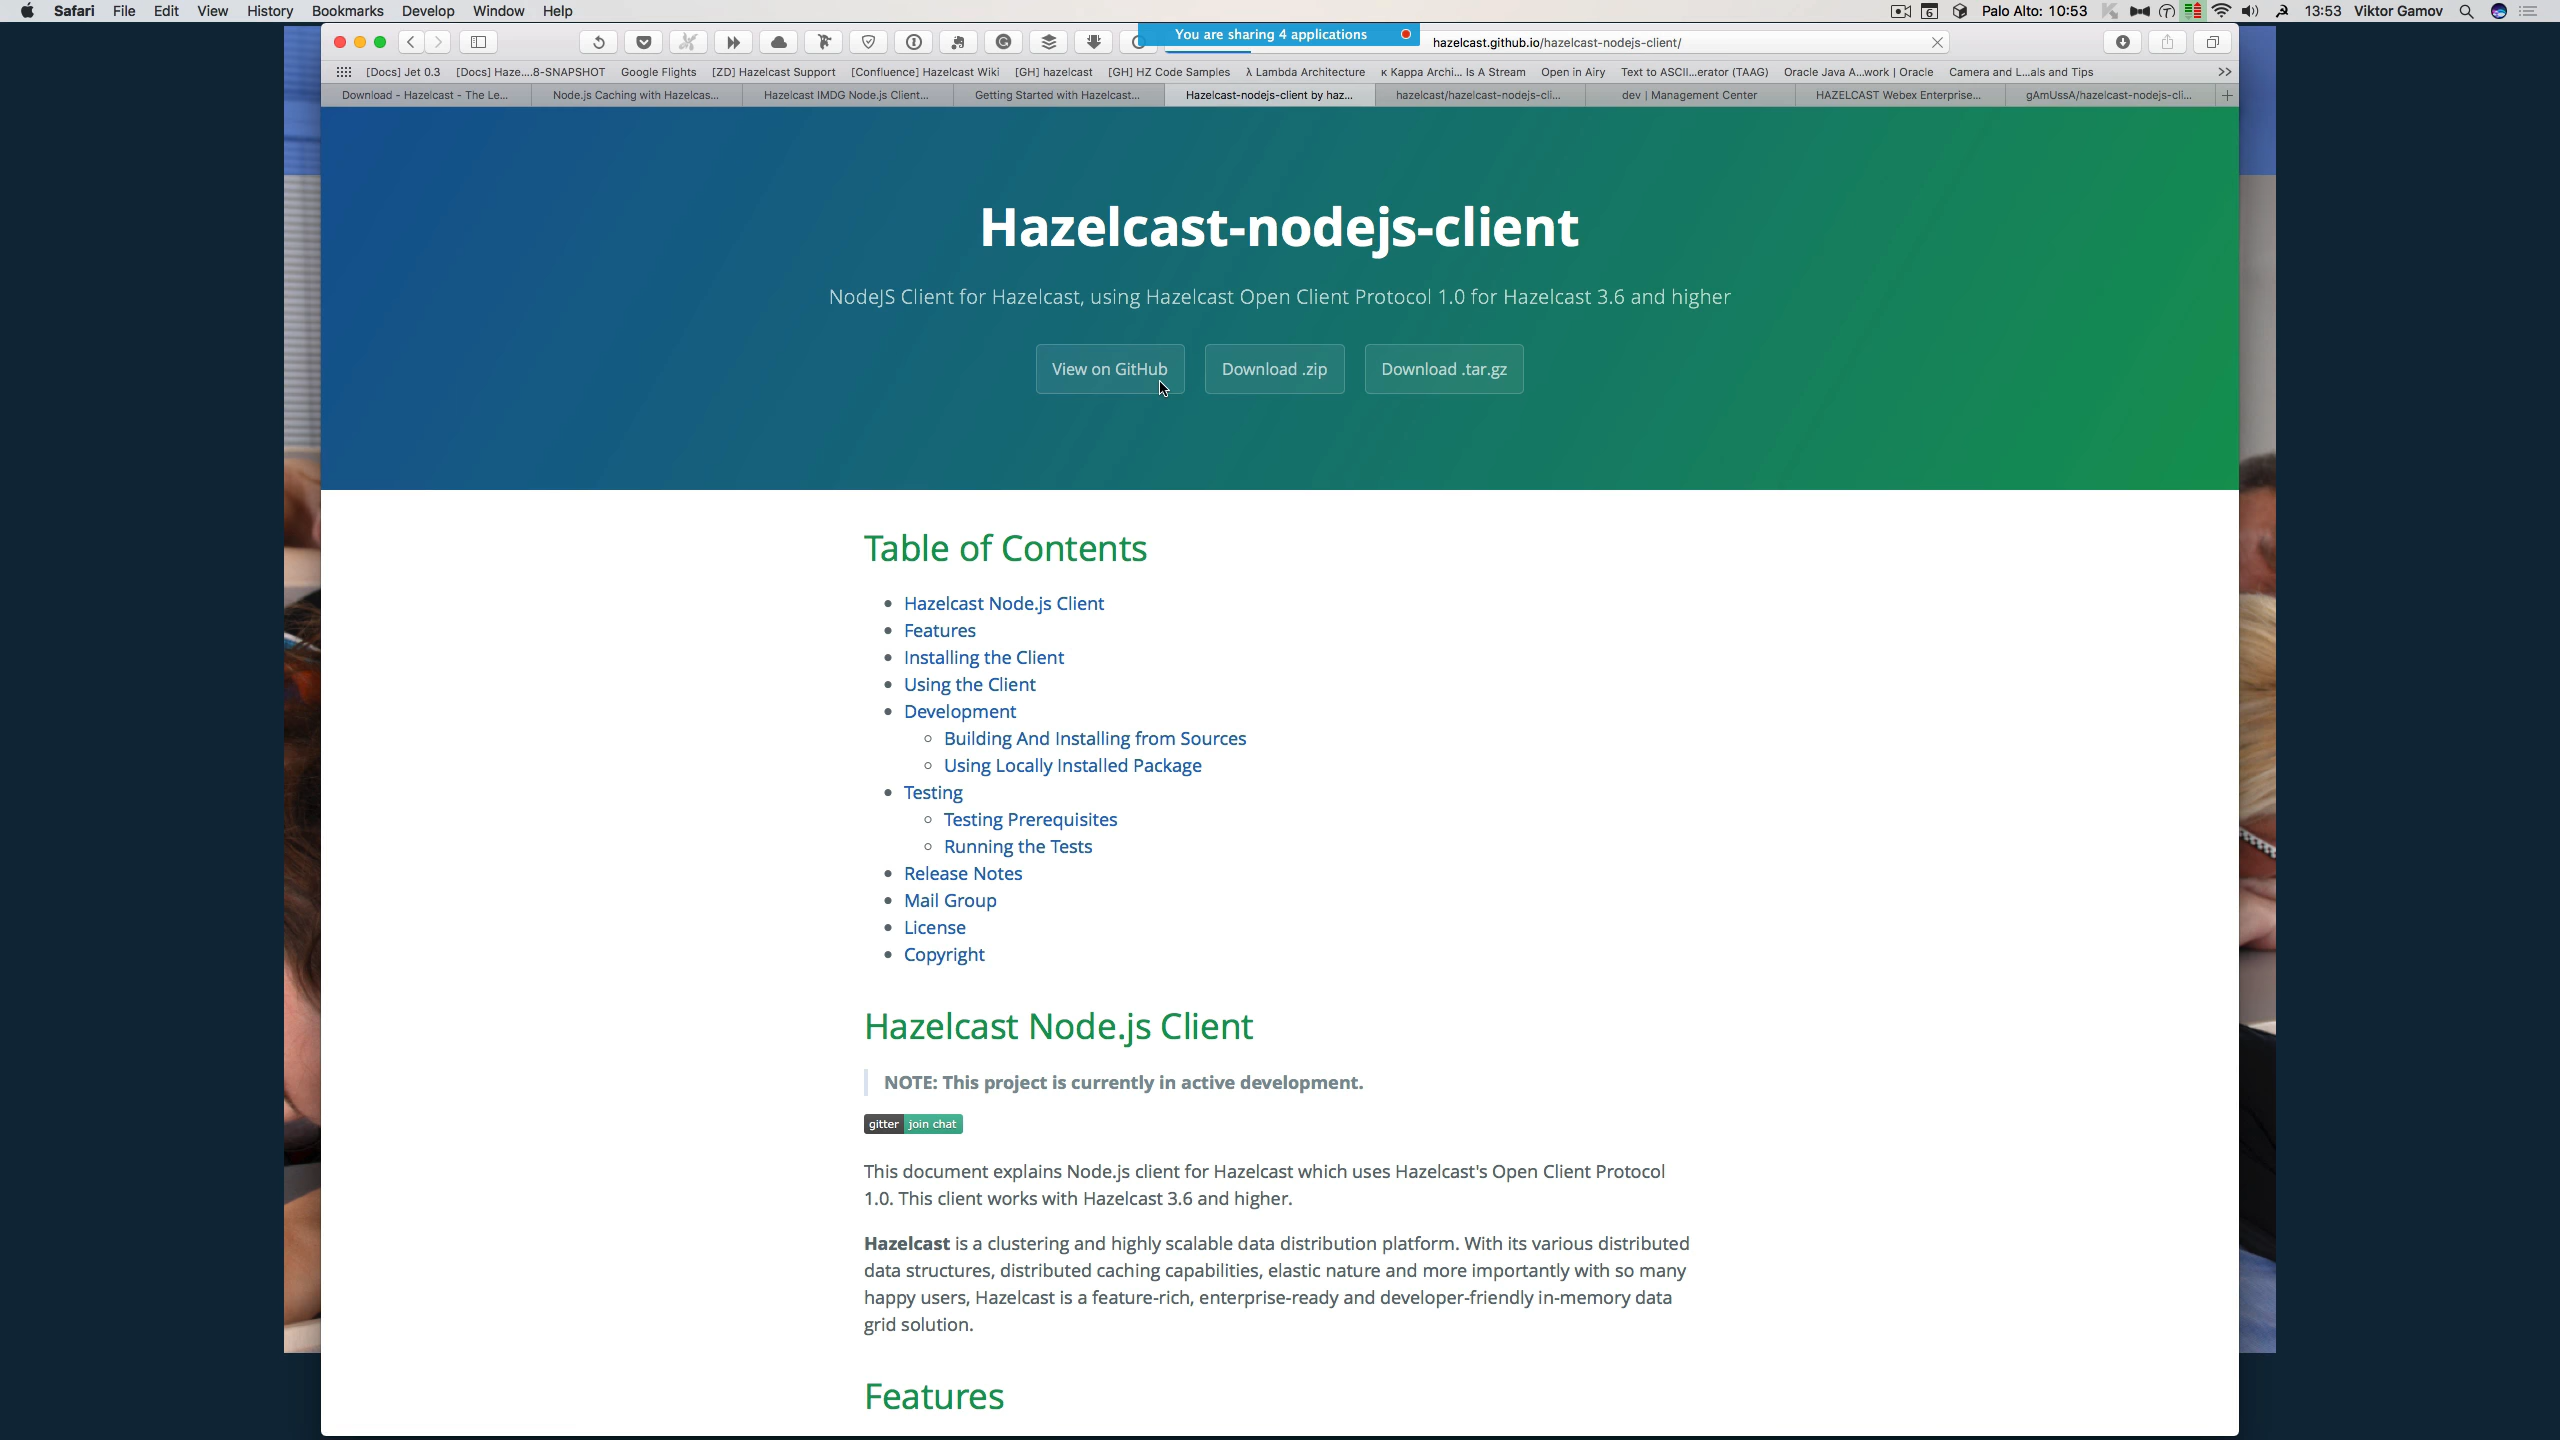 Safari File Edit View History Bookmarks Develop Window Help
6 Palo Alto: 10:53 13:53 Viktor Gamov
You are sharing 4 applications
hazelcast.github.io/hazelcast-nodejs-client/
[Docs] Jet 0.3 [Docs] Haze....8-SNAPSHOT Google Flights [ZD] Hazelcast Support [Confluence] Hazelcast Wiki [GH] hazelcast [GH] HZ Code Samples λ Lambda Architecture κ Kappa Archi... Is A Stream Open in Airy Text to ASCII...erator (TAAG) Oracle Java A...work | Oracle Camera and L...als and Tips
Download - Hazelcast - The Le... Node.js Caching with Hazelcas... Hazelcast IMDG Node.js Client... Getting Started with Hazelcast... Hazelcast-nodejs-client by haz... hazelcast/hazelcast-nodejs-cli... dev | Management Center HAZELCAST Webex Enterprise... gAmUssA/hazelcast-nodejs-cli...
Hazelcast-nodejs-client
NodeJS Client for Hazelcast, using Hazelcast Open Client Protocol 1.0 for Hazelcast 3.6 and higher
View on GitHub Download .zip Download .tar.gz
Table of Contents
Hazelcast Node.js Client
Features
Installing the Client
Using the Client
Development
Building And Installing from Sources
Using Locally Installed Package
Testing
Testing Prerequisites
Running the Tests
Release Notes
Mail Group
License
Copyright
Hazelcast Node.js Client
NOTE: This project is currently in active development.
gitter join chat
This document explains Node.js client for Hazelcast which uses Hazelcast's Open Client Protocol
1.0. This client works with Hazelcast 3.6 and higher.
Hazelcast is a clustering and highly scalable data distribution platform. With its various distributed
data structures, distributed caching capabilities, elastic nature and more importantly with so many
happy users, Hazelcast is a feature-rich, enterprise-ready and developer-friendly in-memory data
grid solution.
Features